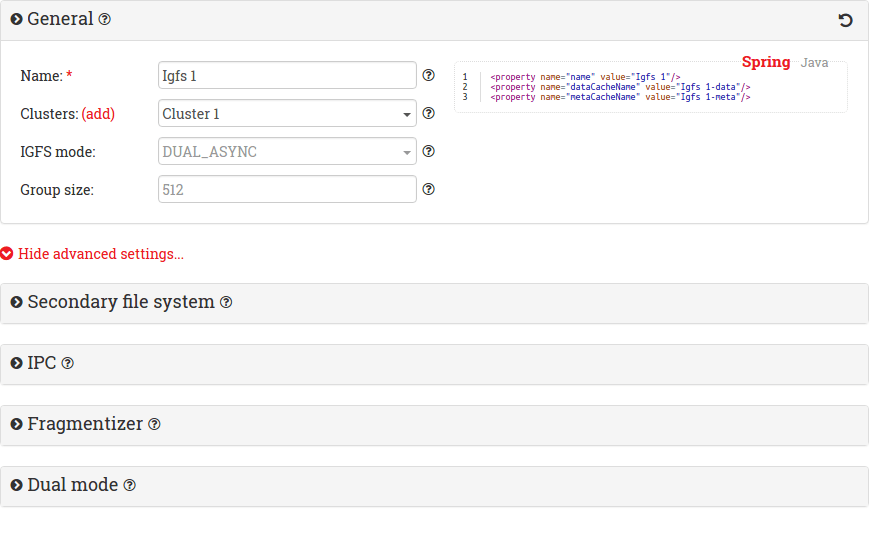 General
Name: *
Igfs 1
Clusters: (add)
Cluster 1
IGFS mode:
DUAL_ASYNC
Group size:
512
Spring Java
1 <property name="name" value="Igfs 1"/>
2 <property name="dataCacheName" value="Igfs 1-data"/>
3 <property name="metaCacheName" value="Igfs 1-meta"/>
Hide advanced settings...
Secondary file system
IPC
Fragmentizer
Dual mode